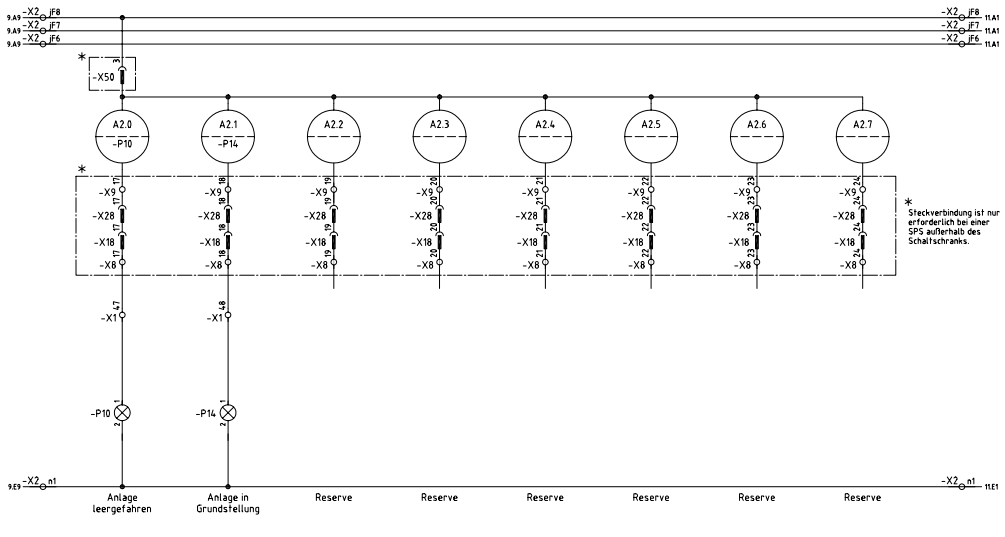 -X2 jF8
9.A9
-X2 jF7
9.A9
-X2 jF6
9.A9
-X2 jF8
11.A1
-X2 jF7
11.A1
-X2 jF6
11.A1
*
3
-X50
A2.0
-P10
A2.1
-P14
A2.2
A2.3
A2.4
A2.5
A2.6
A2.7
*
17 18 19 20 21 22 23 24
-X9 -X9 -X9 -X9 -X9 -X9 -X9 -X9
17 18 19 20 21 22 23 24
-X28 -X28 -X28 -X28 -X28 -X28 -X28 -X28
17 18 19 20 21 22 23 24
-X18 -X18 -X18 -X18 -X18 -X18 -X18 -X18
17 18 19 20 21 22 23 24
-X8 -X8 -X8 -X8 -X8 -X8 -X8 -X8
*
Steckverbindung ist nur
erforderlich bei einer
SPS außerhalb des
Schaltschranks.
47 48
-X1 -X1
1 1
-P10 -P14
2 2
9.E9 -X2 n1
-X2 n1 11.E1
Anlage
leergefahren
Anlage in
Grundstellung
Reserve
Reserve
Reserve
Reserve
Reserve
Reserve